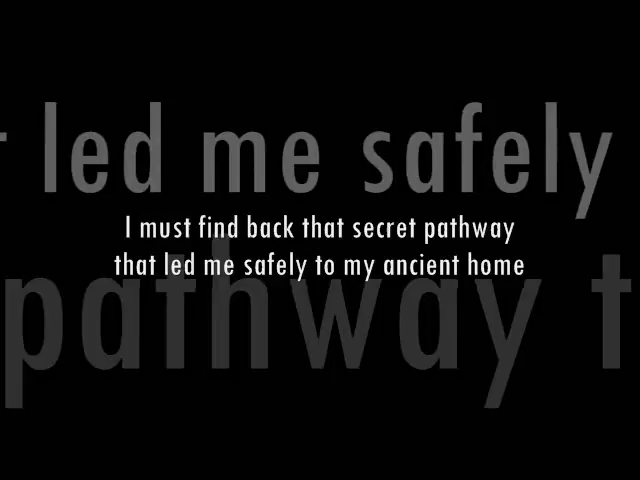 led me safely
I must find back that secret pathway
that led me safely to my ancient home
pathway t